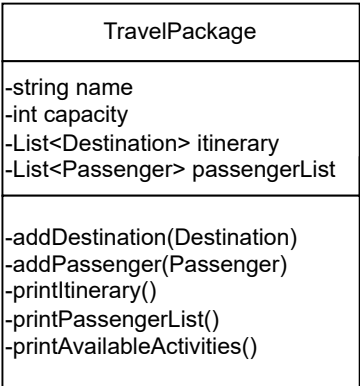 TravelPackage
-string name
-int capacity
-List<Destination> itinerary
-List<Passenger> passengerList
-addDestination(Destination)
-addPassenger(Passenger)
-printItinerary()
-printPassengerList()
-printAvailableActivities()